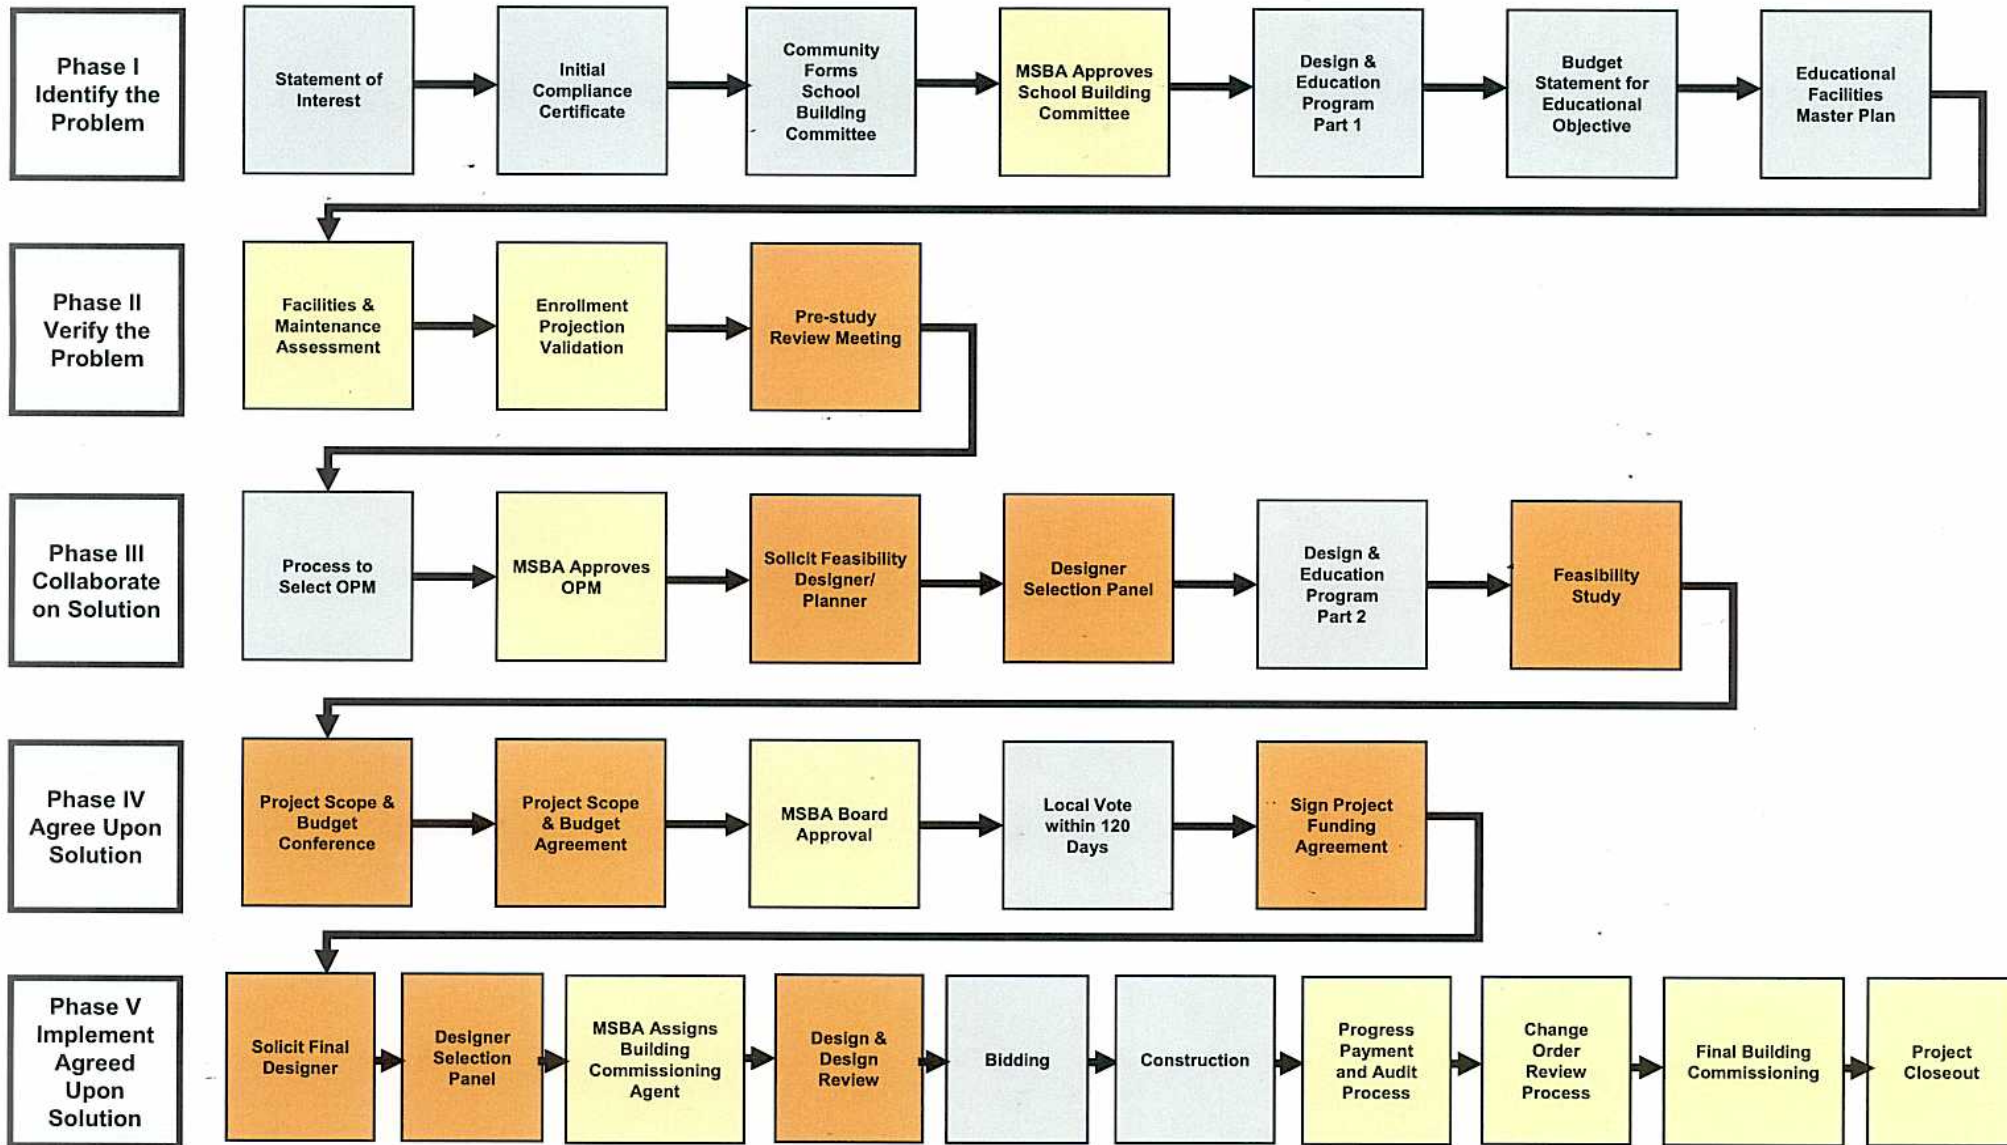 Phase I
Identify the
Problem
Statement of
Interest
Initial
Compliance
Certificate
Community
Forms
School
Building
Committee
MSBA Approves
School Building
Committee
Design &
Education
Program
Part 1
Budget
Statement for
Educational
Objective
Educational
Facilities
Master Plan
Phase II
Verify the
Problem
Facilities &
Maintenance
Assessment
Enrollment
Projection
Validation
Pre-study
Review Meeting
Phase III
Collaborate
on Solution
Process to
Select OPM
MSBA Approves
OPM
Solicit Feasibility
Designer/
Planner
Designer
Selection Panel
Design &
Education
Program
Part 2
Feasibility
Study
Phase IV
Agree Upon
Solution
Project Scope &
Budget
Conference
Project Scope
& Budget
Agreement
MSBA Board
Approval
Local Vote
within 120
Days
Sign Project
Funding
Agreement
Phase V
Implement
Agreed
Upon
Solution
Solicit Final
Designer
Designer
Selection
Panel
MSBA Assigns
Building
Commissioning
Agent
Design &
Design
Review
Bidding
Construction
Progress
Payment
and Audit
Process
Change
Order
Review
Process
Final Building
Commissioning
Project
Closeout